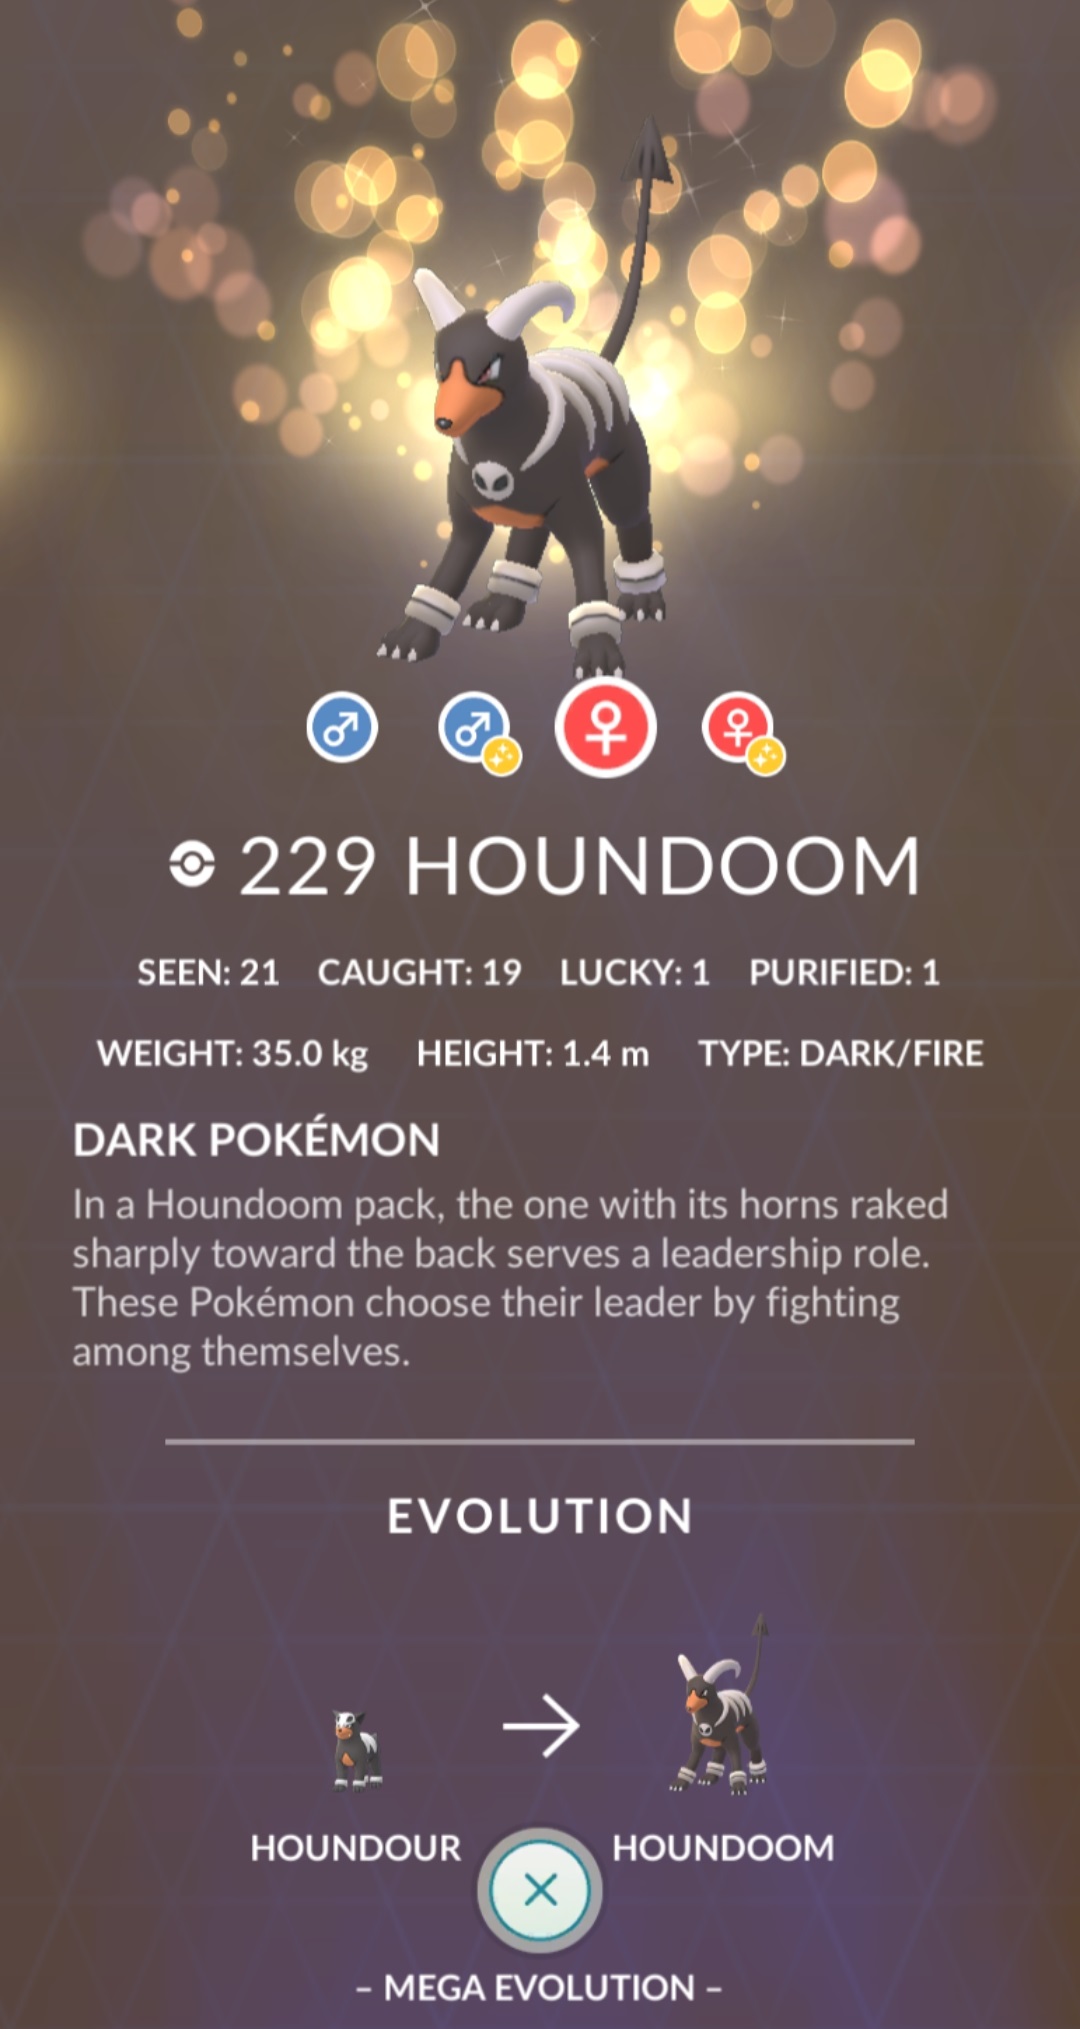 229 HOUNDOOM
SEEN: 21 CAUGHT: 19 LUCKY: 1 PURIFIED: 1
WEIGHT: 35.0 kg HEIGHT: 1.4 m TYPE: DARK/FIRE
DARK POKÉMON
In a Houndoom pack, the one with its horns raked
sharply toward the back serves a leadership role.
These Pokémon choose their leader by fighting
among themselves.
EVOLUTION
HOUNDOUR HOUNDOOM
– MEGA EVOLUTION –